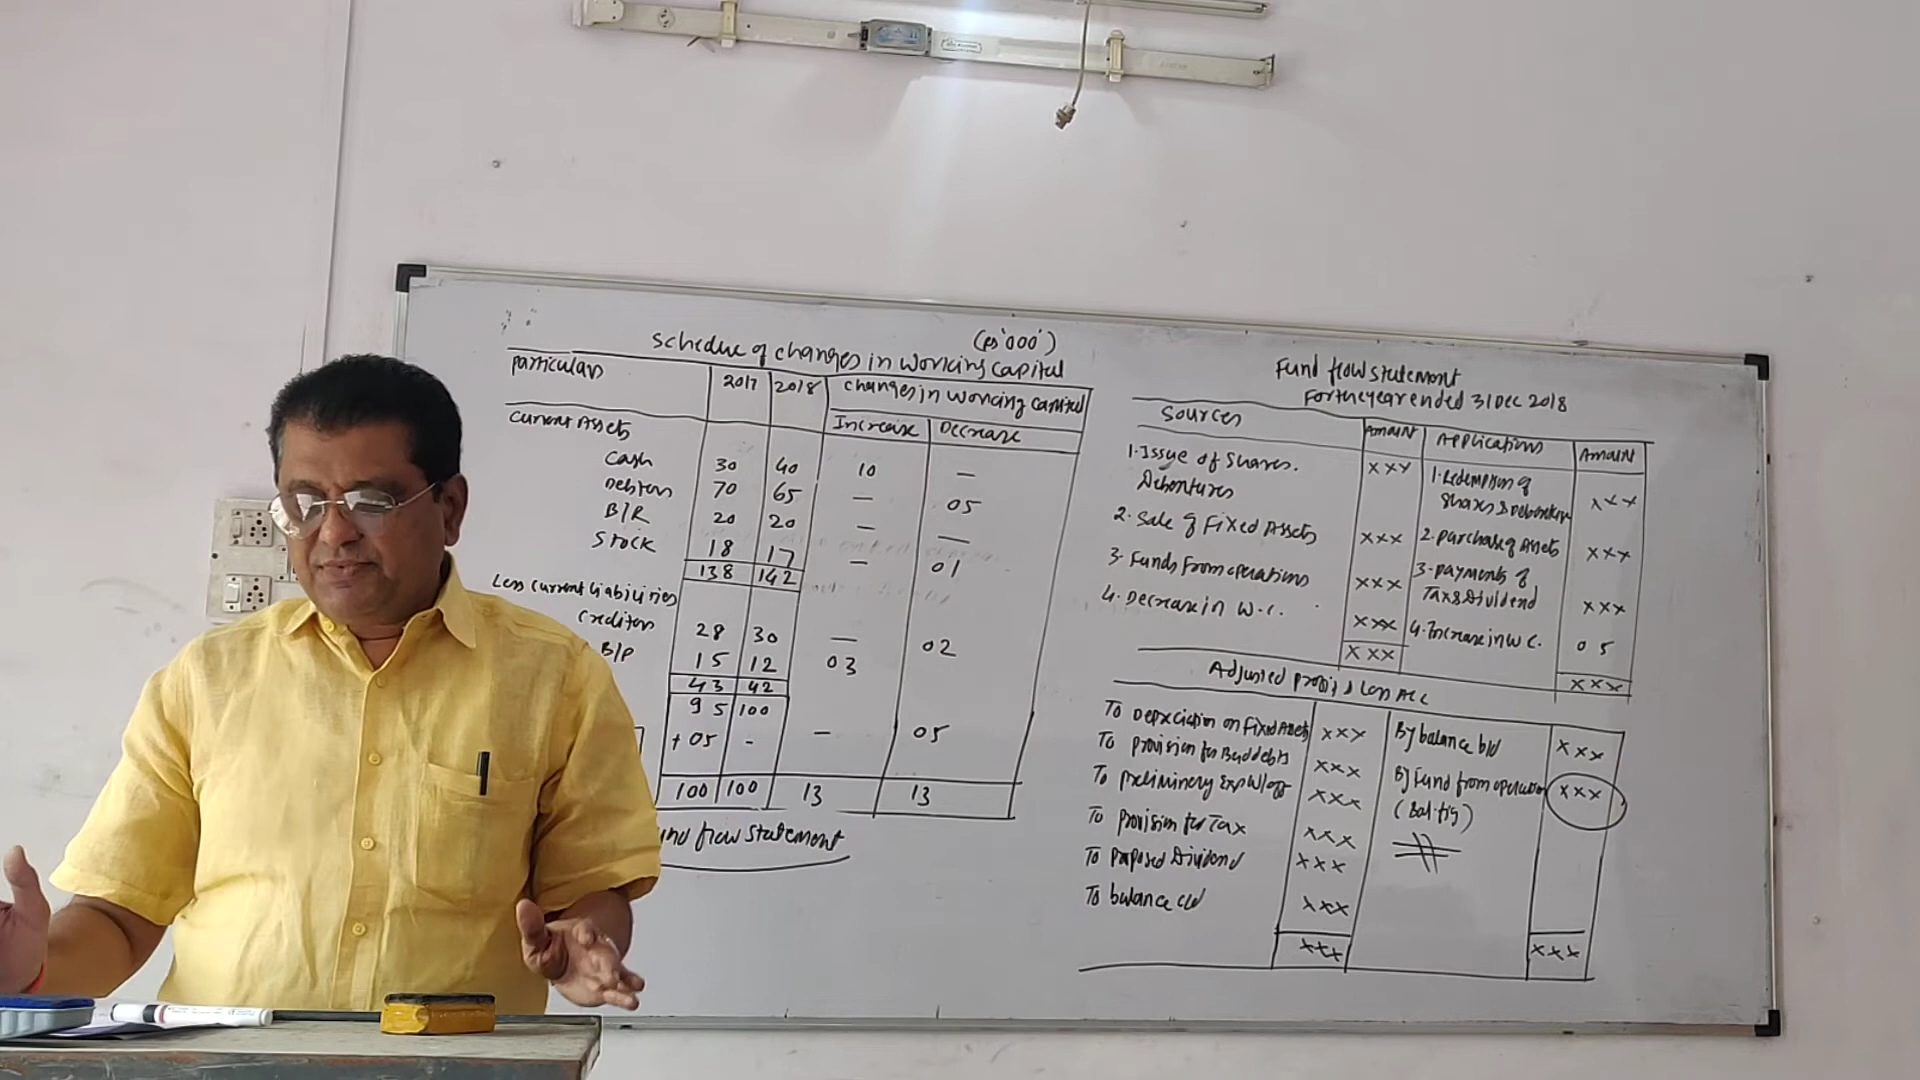 Schedule of changes in Working Capital (Rs '000')
Particulars 2017 2018 Changes in Working Capital
Increase Decrease
Current Assets
Cash 30 40 10 —
Debtors 70 65 — 05
B/R 20 20 — —
Stock 18 17 — 01
138 142
Less Current Liabilities
Creditors 28 30 — 02
B/P 15 12 03
43 42
95 100
+ 05 - — 05
100 100 13 13
und flow Statement
Fund flow Statement
For the year ended 31 Dec 2018
Sources Amount Applications Amount
1. Issue of Shares. xxx 1. Redemption of
Debentures Shares & Debenture xxx
2. Sale of Fixed Assets xxx 2. purchase of Assets xxx
3. Funds from operations xxx 3. payments of
Tax & Dividend xxx
4. Decrease in W.C. xxx 4. Increase in W C. 05
xxx xxx
Adjusted profit & Loss Acc
To Depreciation on Fixed Assets xxx By balance b/d xxx
To provision for Bad debts xxx By Fund from operation xxx
To preliminery Exp W/off xxx (Bal. fig)
To provision for Tax xxx
To proposed Dividend xxx
To balance c/d xxx
xxx xxx